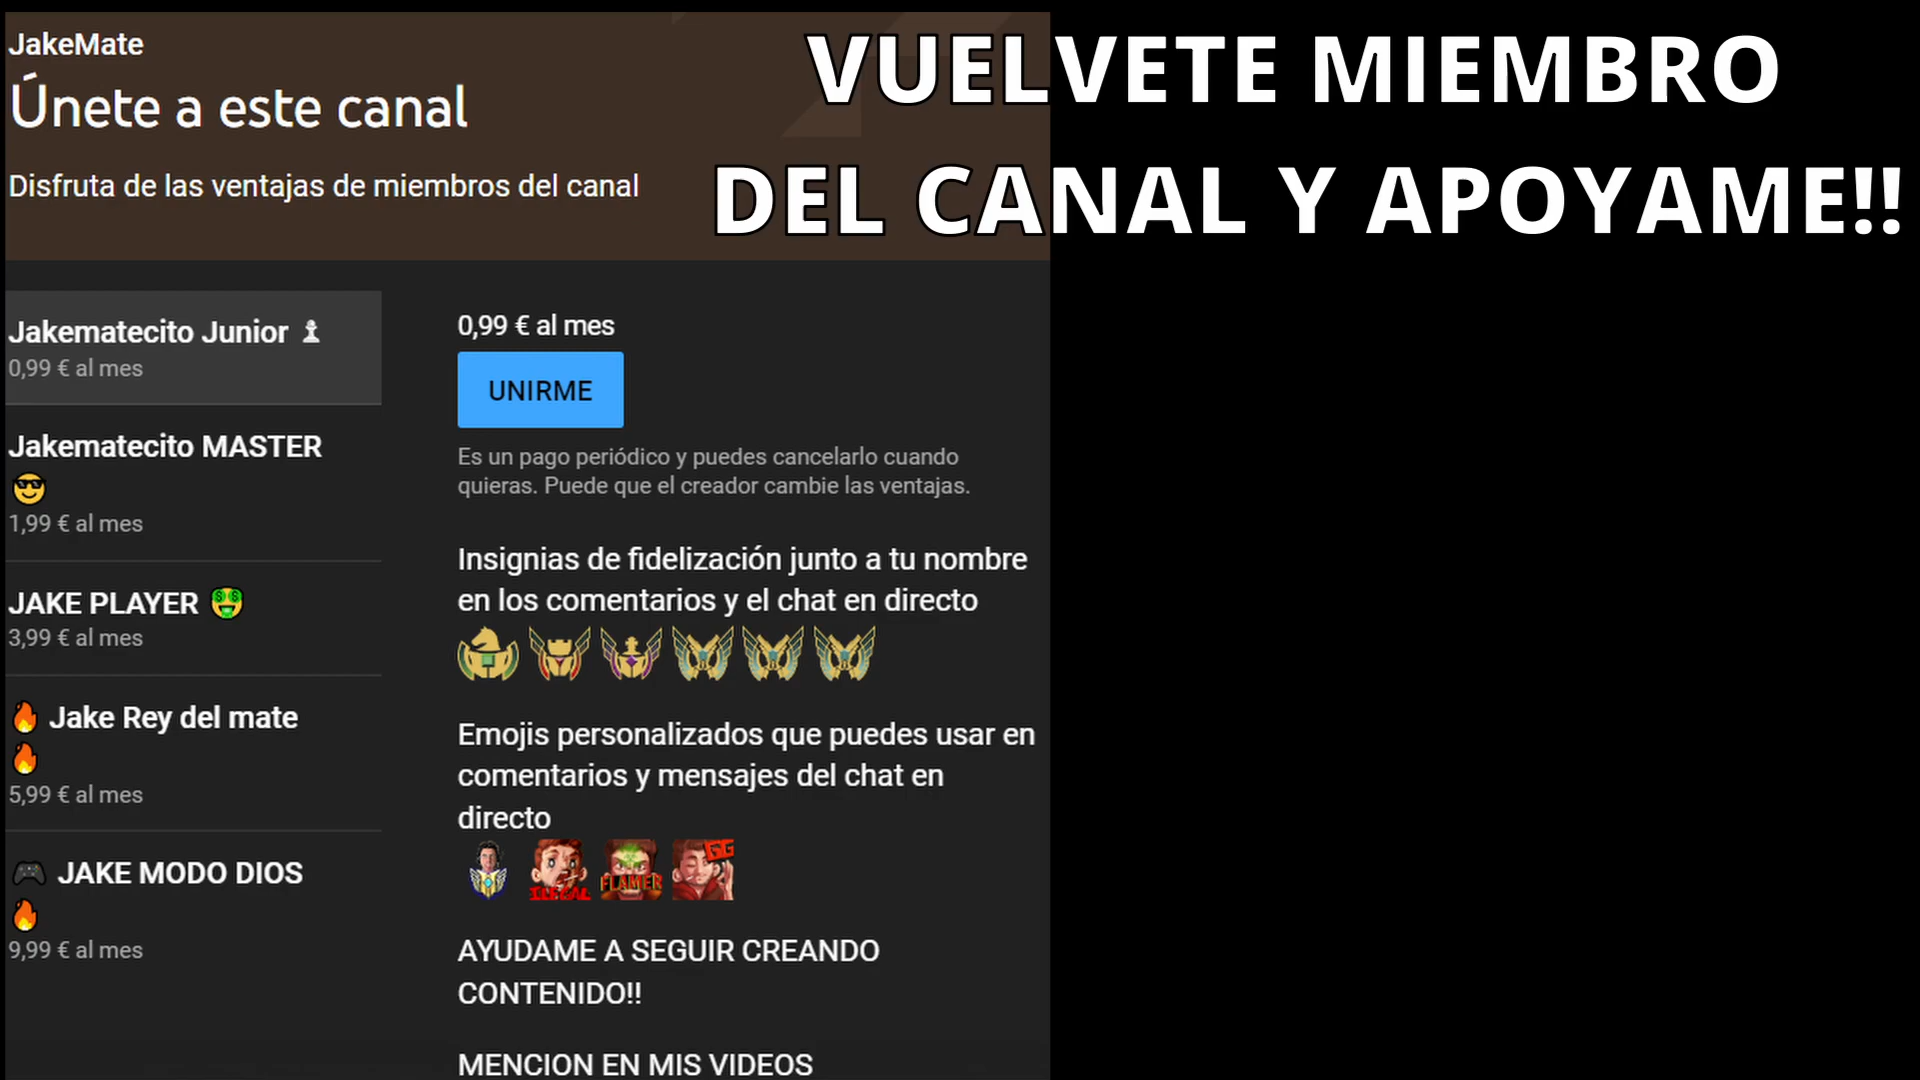 JakeMate
Únete a este canal
Disfruta de las ventajas de miembros del canal
VUELVETE MIEMBRO
DEL CANAL Y APOYAME!!
Jakematecito Junior
0,99 € al mes
Jakematecito MASTER
1,99 € al mes
JAKE PLAYER
3,99 € al mes
Jake Rey del mate
5,99 € al mes
JAKE MODO DIOS
9,99 € al mes
0,99 € al mes
UNIRME
Es un pago periódico y puedes cancelarlo cuando
quieras. Puede que el creador cambie las ventajas.
Insignias de fidelización junto a tu nombre
en los comentarios y el chat en directo
Emojis personalizados que puedes usar en
comentarios y mensajes del chat en
directo
ILEGAL
FLAMER
GG
AYUDAME A SEGUIR CREANDO
CONTENIDO!!
MENCION EN MIS VIDEOS